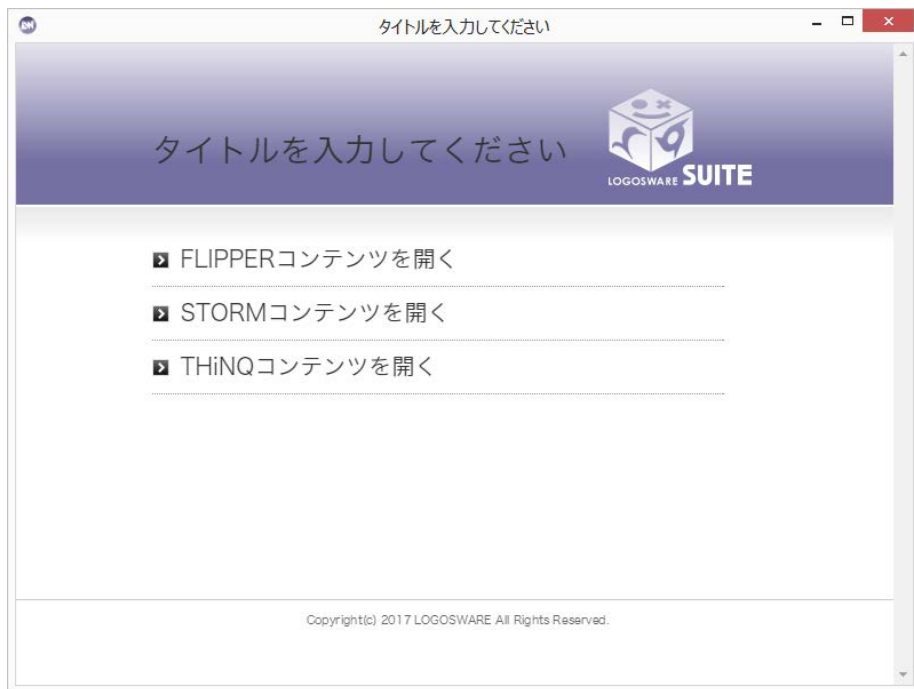 タイトルを入力してください
タイトルを入力してください
LOGOSWARE SUITE
FLIPPERコンテンツを開く
STORMコンテンツを開く
THiNQコンテンツを開く
Copyright(c) 2017 LOGOSWARE All Rights Reserved.